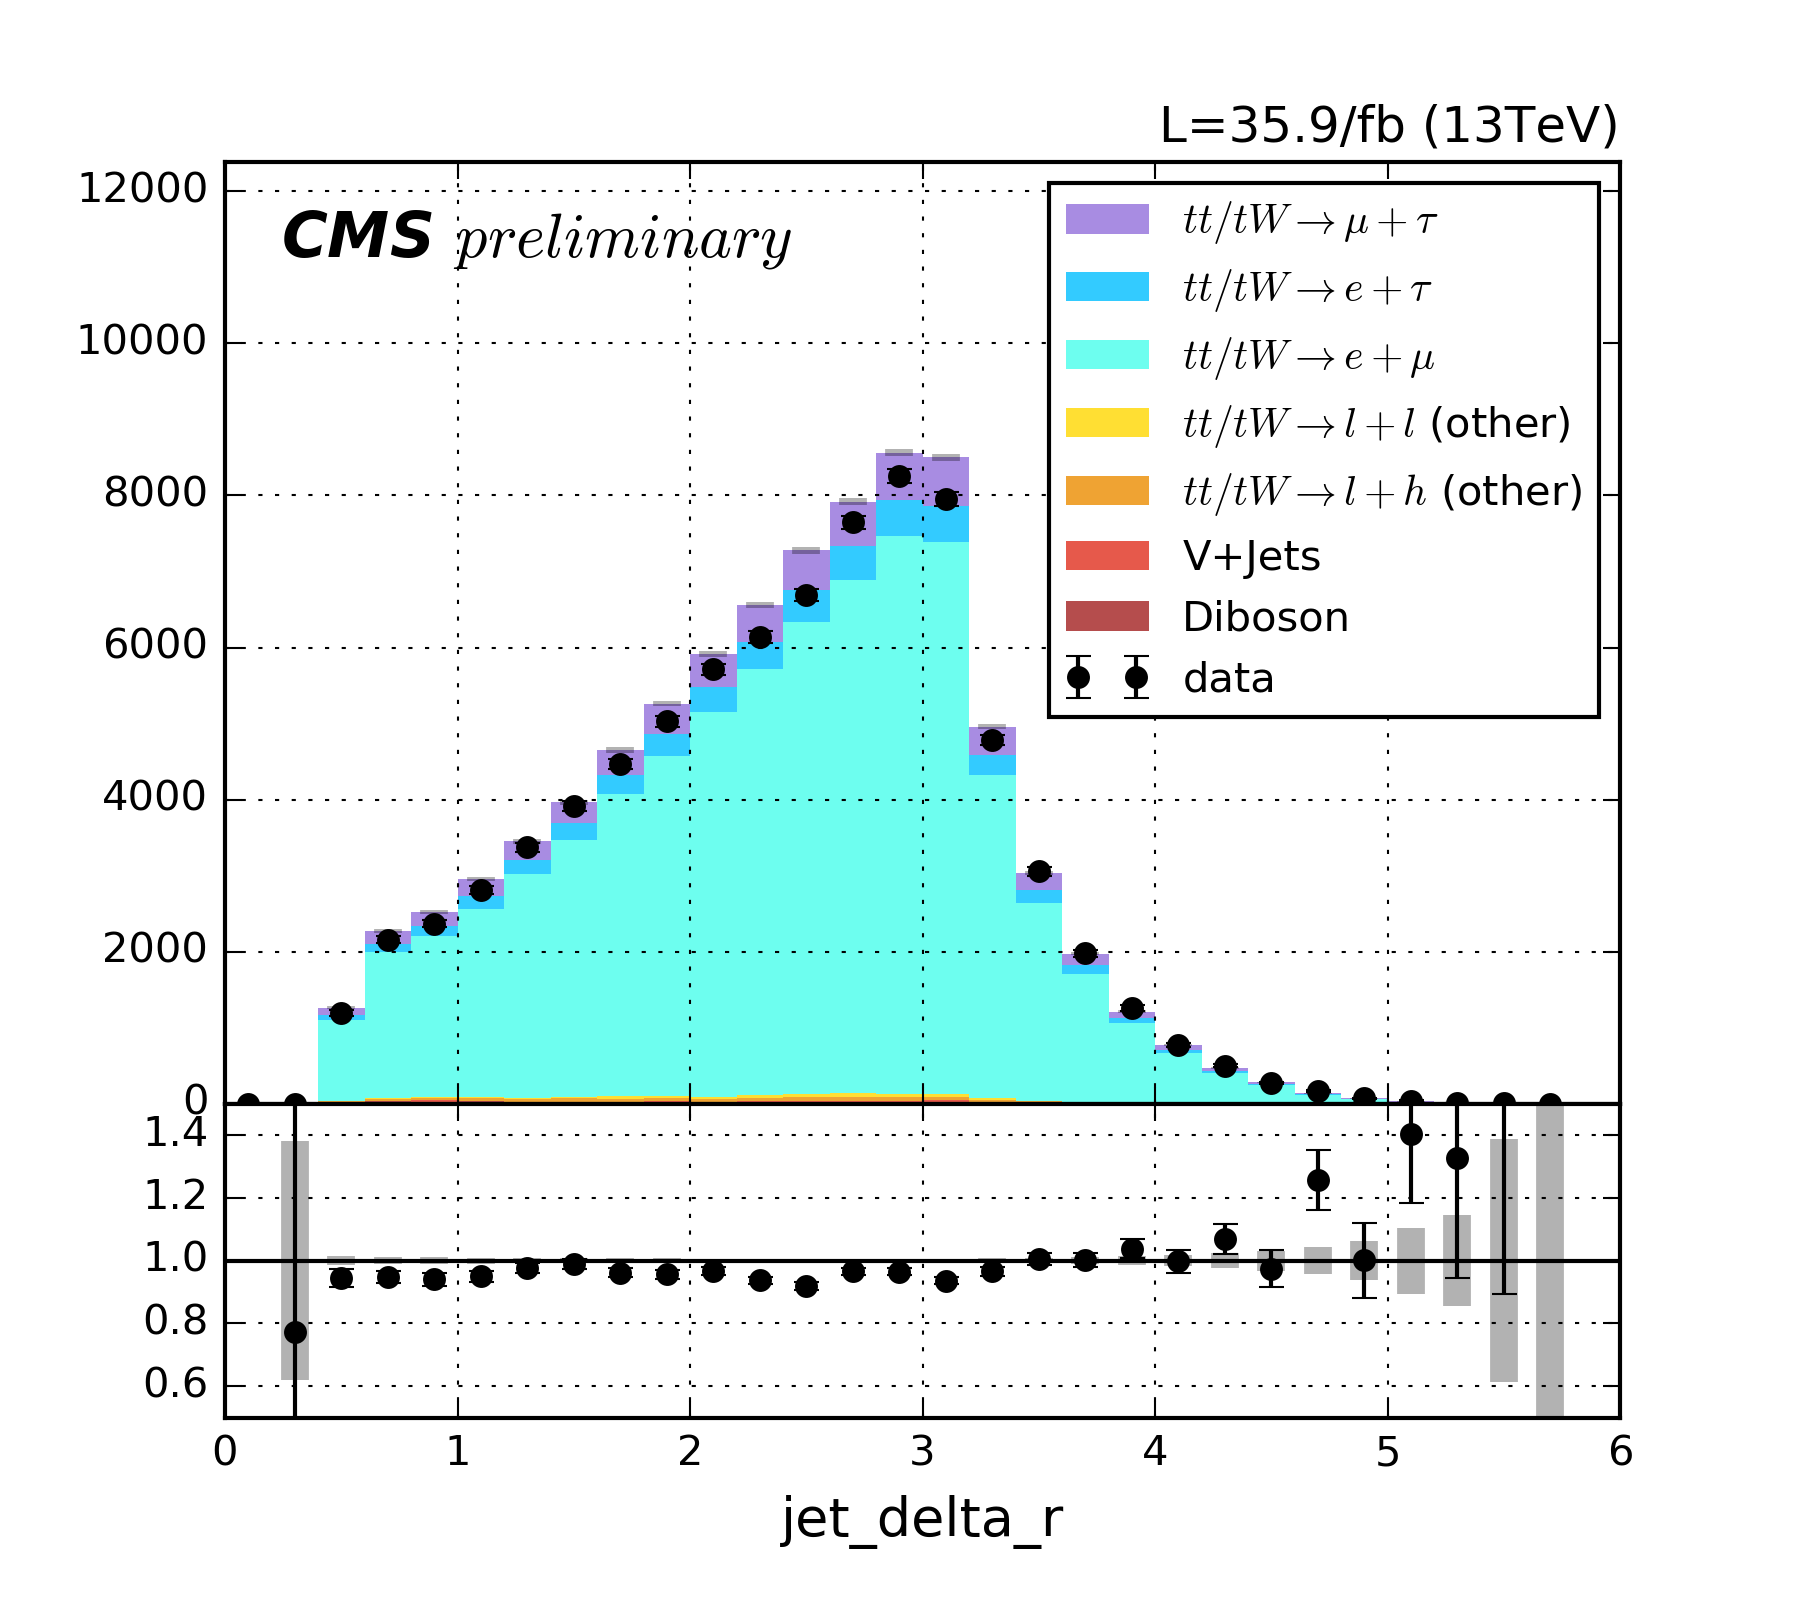 L=35.9/fb (13TeV)
CMS preliminary
12000
10000
8000
6000
4000
2000
0
tt/tW→μ+τ
tt/tW→e+τ
tt/tW→e+μ
tt/tW→l+l (other)
tt/tW→l+h (other)
V+Jets
Diboson
data
1.4
1.2
1.0
0.8
0.6
0 1 2 3 4 5 6
jet_delta_r